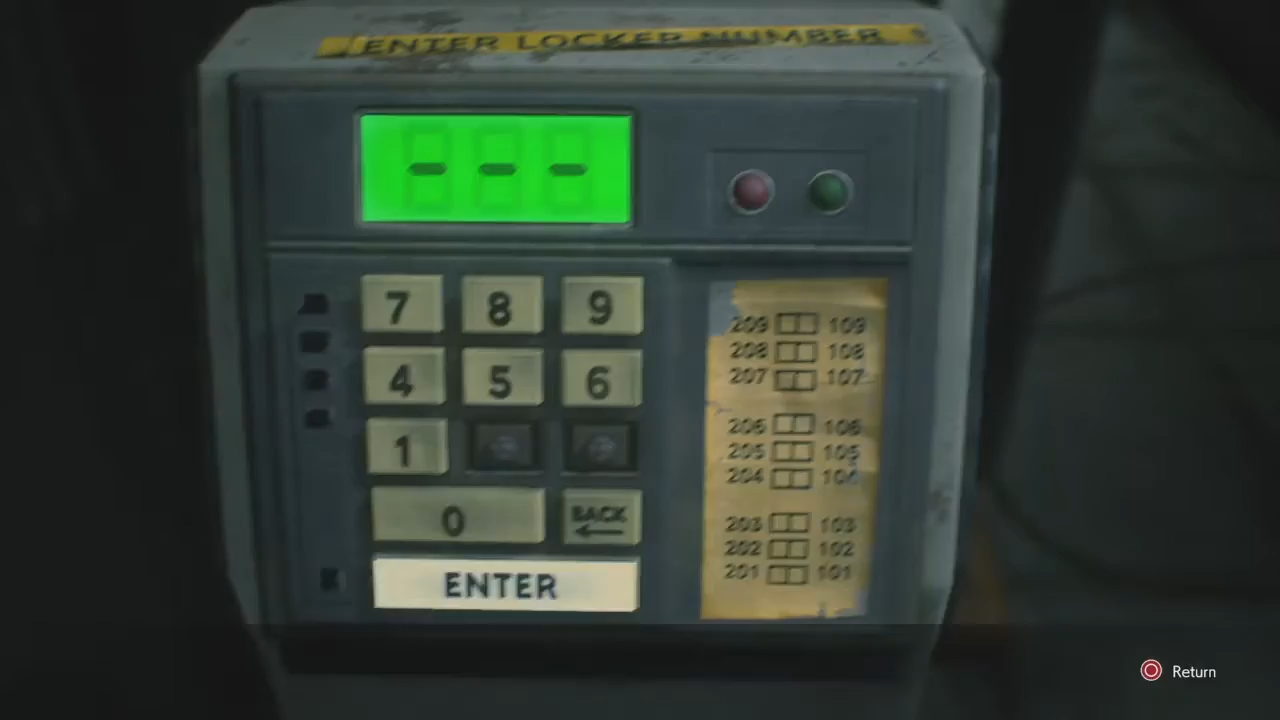 ENTER LOCKER NUMBER
- - -
7 8 9
4 5 6
1
0 BACK
ENTER
209 109
208 108
207 107
206 106
205 105
204 104
203 103
202 102
201 101
Return